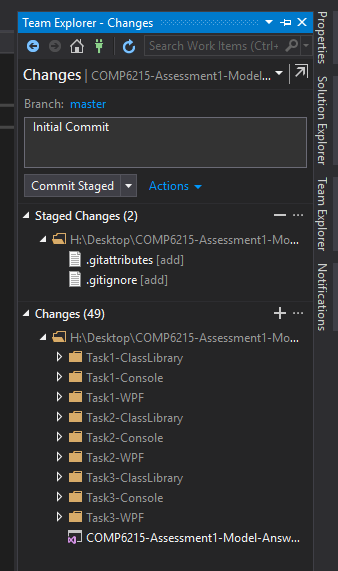 Team Explorer - Changes
Search Work Items (Ctrl+
Changes | COMP6215-Assessment1-Model...
Branch: master
Initial Commit
Commit Staged Actions
Staged Changes (2)
H:\Desktop\COMP6215-Assessment1-Mo...
.gitattributes [add]
.gitignore [add]
Changes (49)
H:\Desktop\COMP6215-Assessment1-Mo...
Task1-ClassLibrary
Task1-Console
Task1-WPF
Task2-ClassLibrary
Task2-Console
Task2-WPF
Task3-ClassLibrary
Task3-Console
Task3-WPF
COMP6215-Assessment1-Model-Answ...
Properties
Solution Explorer
Team Explorer
Notifications